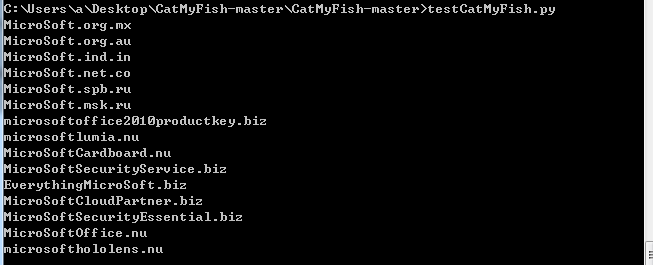 C:\Users\a\Desktop\CatMyFish-master\CatMyFish-master>testCatMyFish.py
MicroSoft.org.mx
MicroSoft.org.au
MicroSoft.ind.in
MicroSoft.net.co
MicroSoft.spb.ru
MicroSoft.msk.ru
microsoftoffice2010productkey.biz
microsoftlumia.nu
MicroSoftCardboard.nu
MicroSoftSecurityService.biz
EverythingMicroSoft.biz
MicroSoftCloudPartner.biz
MicroSoftSecurityEssential.biz
MicroSoftOffice.nu
microsofthololens.nu